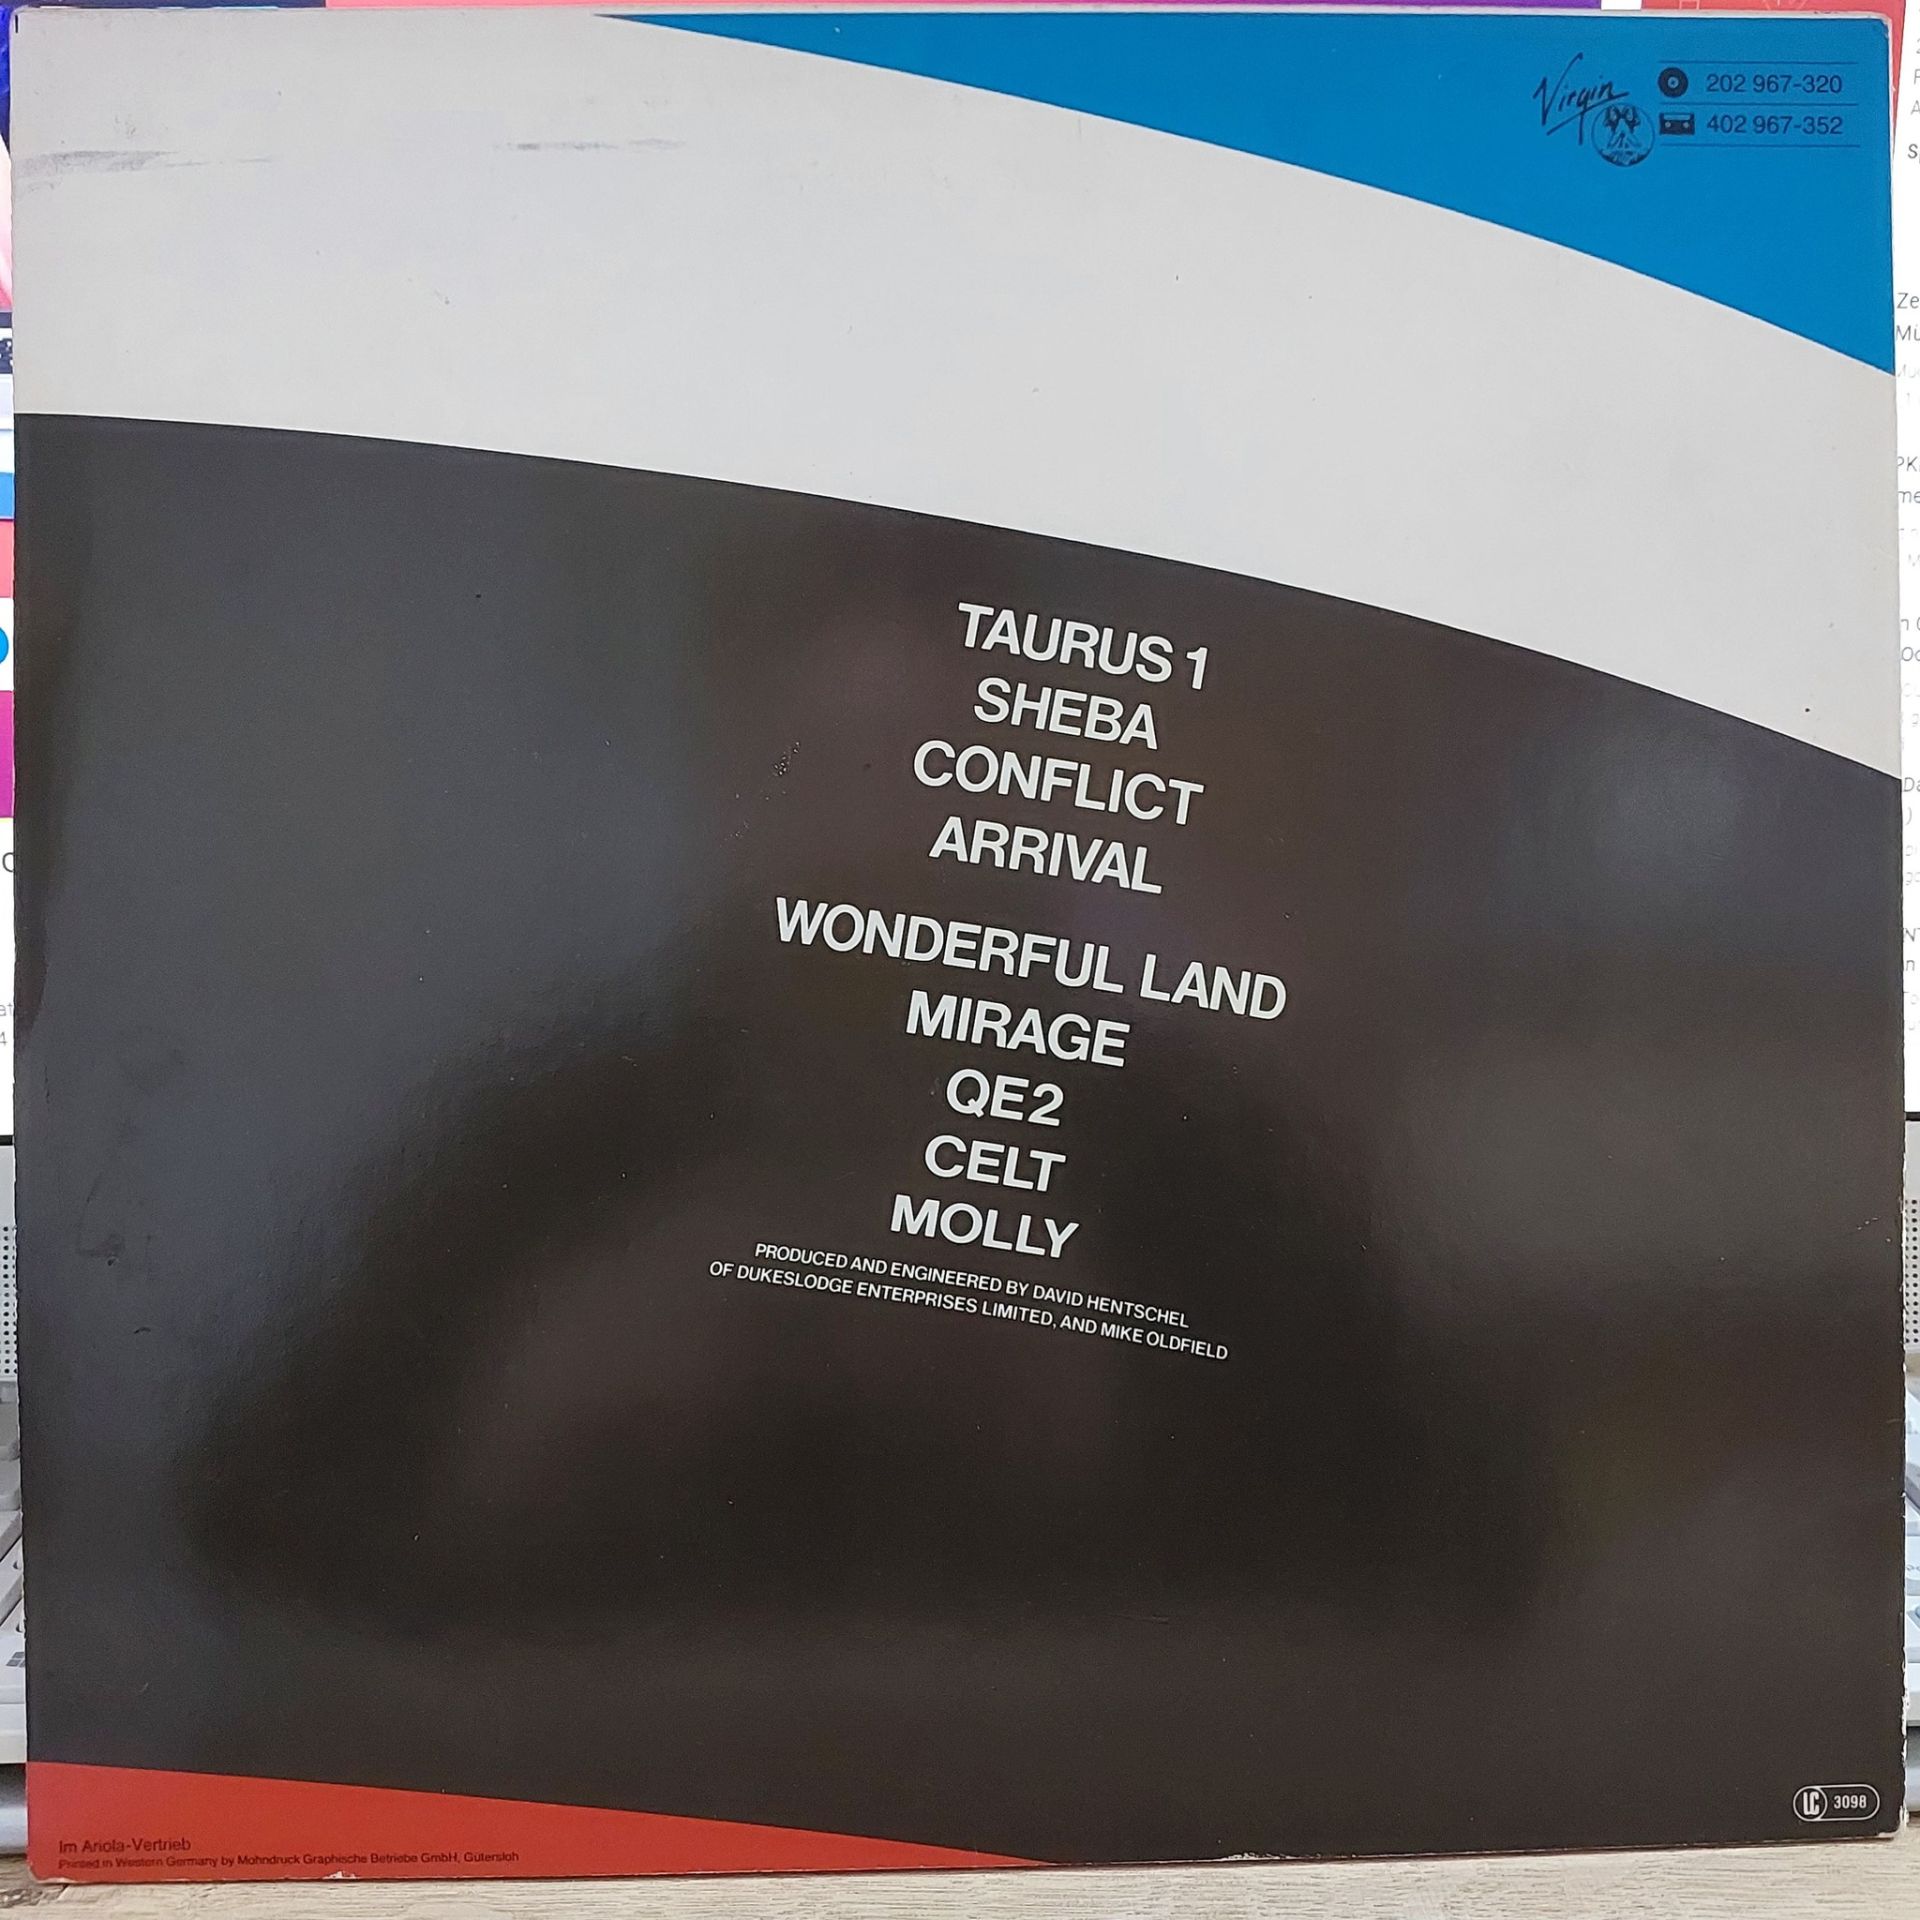 Virgin
202 967-320
402 967-352
TAURUS 1
SHEBA
CONFLICT
ARRIVAL
WONDERFUL LAND
MIRAGE
QE2
CELT
MOLLY
PRODUCED AND ENGINEERED BY DAVID HENTSCHEL
OF DUKESLODGE ENTERPRISES LIMITED, AND MIKE OLDFIELD
LC 3098
Im Ariola-Vertrieb
Printed in Western Germany by Mohndruck Graphische Betriebe GmbH, Gütersloh